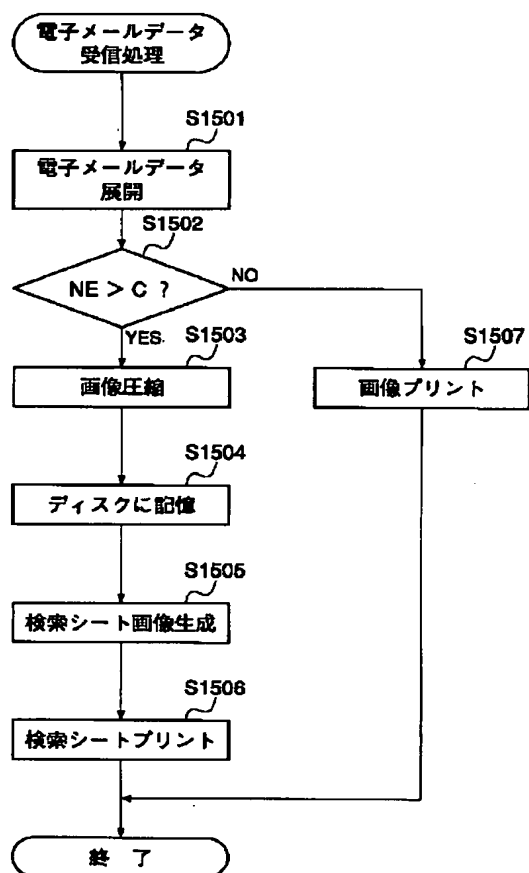 電子メールデータ
受信処理
S1501
電子メールデータ
展開
S1502
NE > C ?
NO
YES
S1503
画像圧縮
S1507
画像プリント
S1504
ディスクに記憶
S1505
検索シート画像生成
S1506
検索シートプリント
終 了